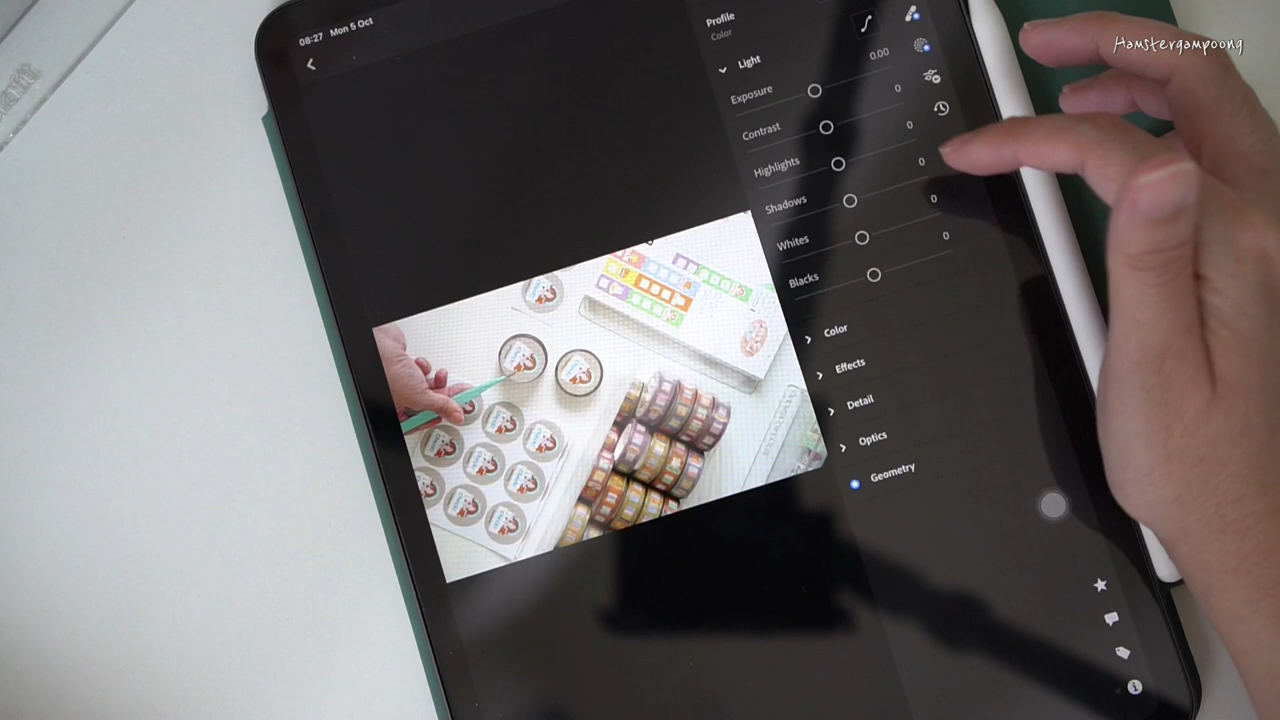 Hamstergampoong
08:27 Mon 5 Oct
Profile
Color
Light
0.00
Exposure
0
Contrast
0
Highlights
0
Shadows
0
Whites
0
Blacks
Color
Effects
Detail
Optics
Geometry